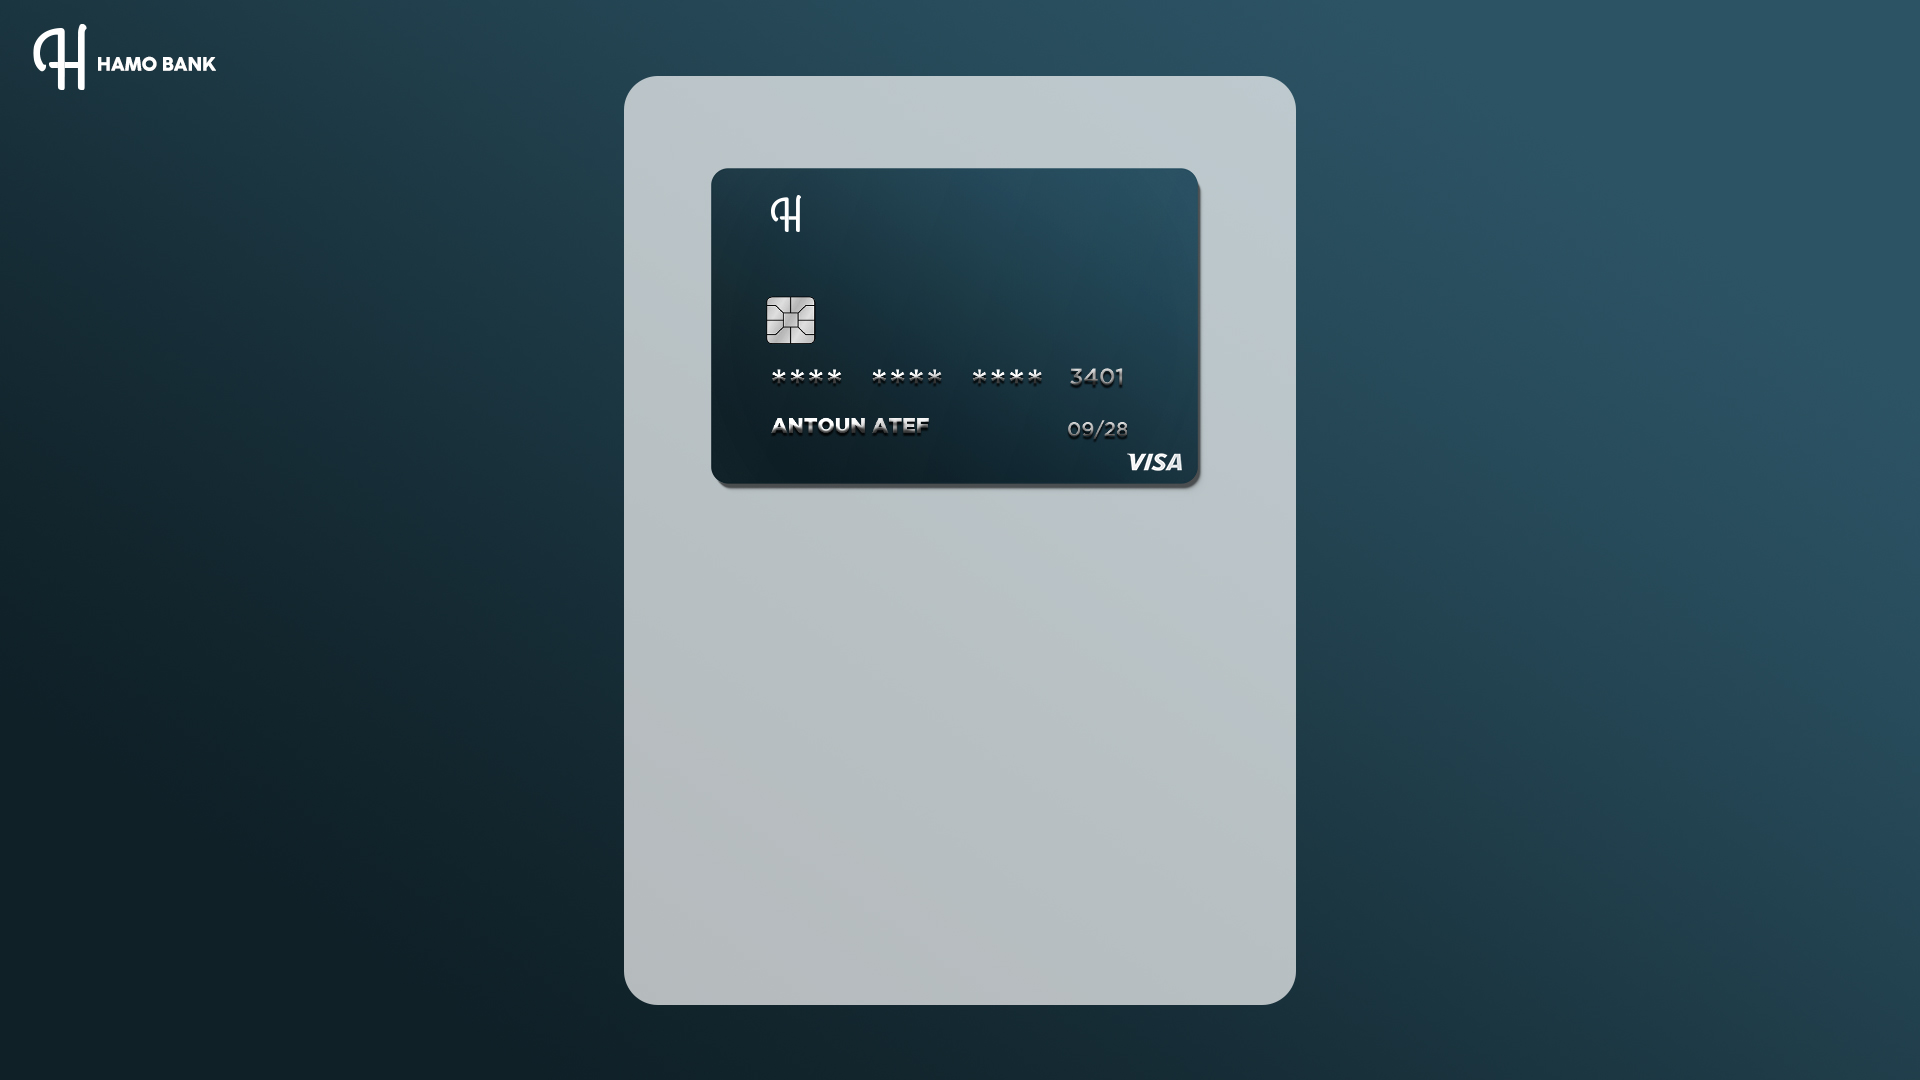 H HAMO BANK
H
**** **** **** 3401
ANTOUN ATEF 09/28
VISA